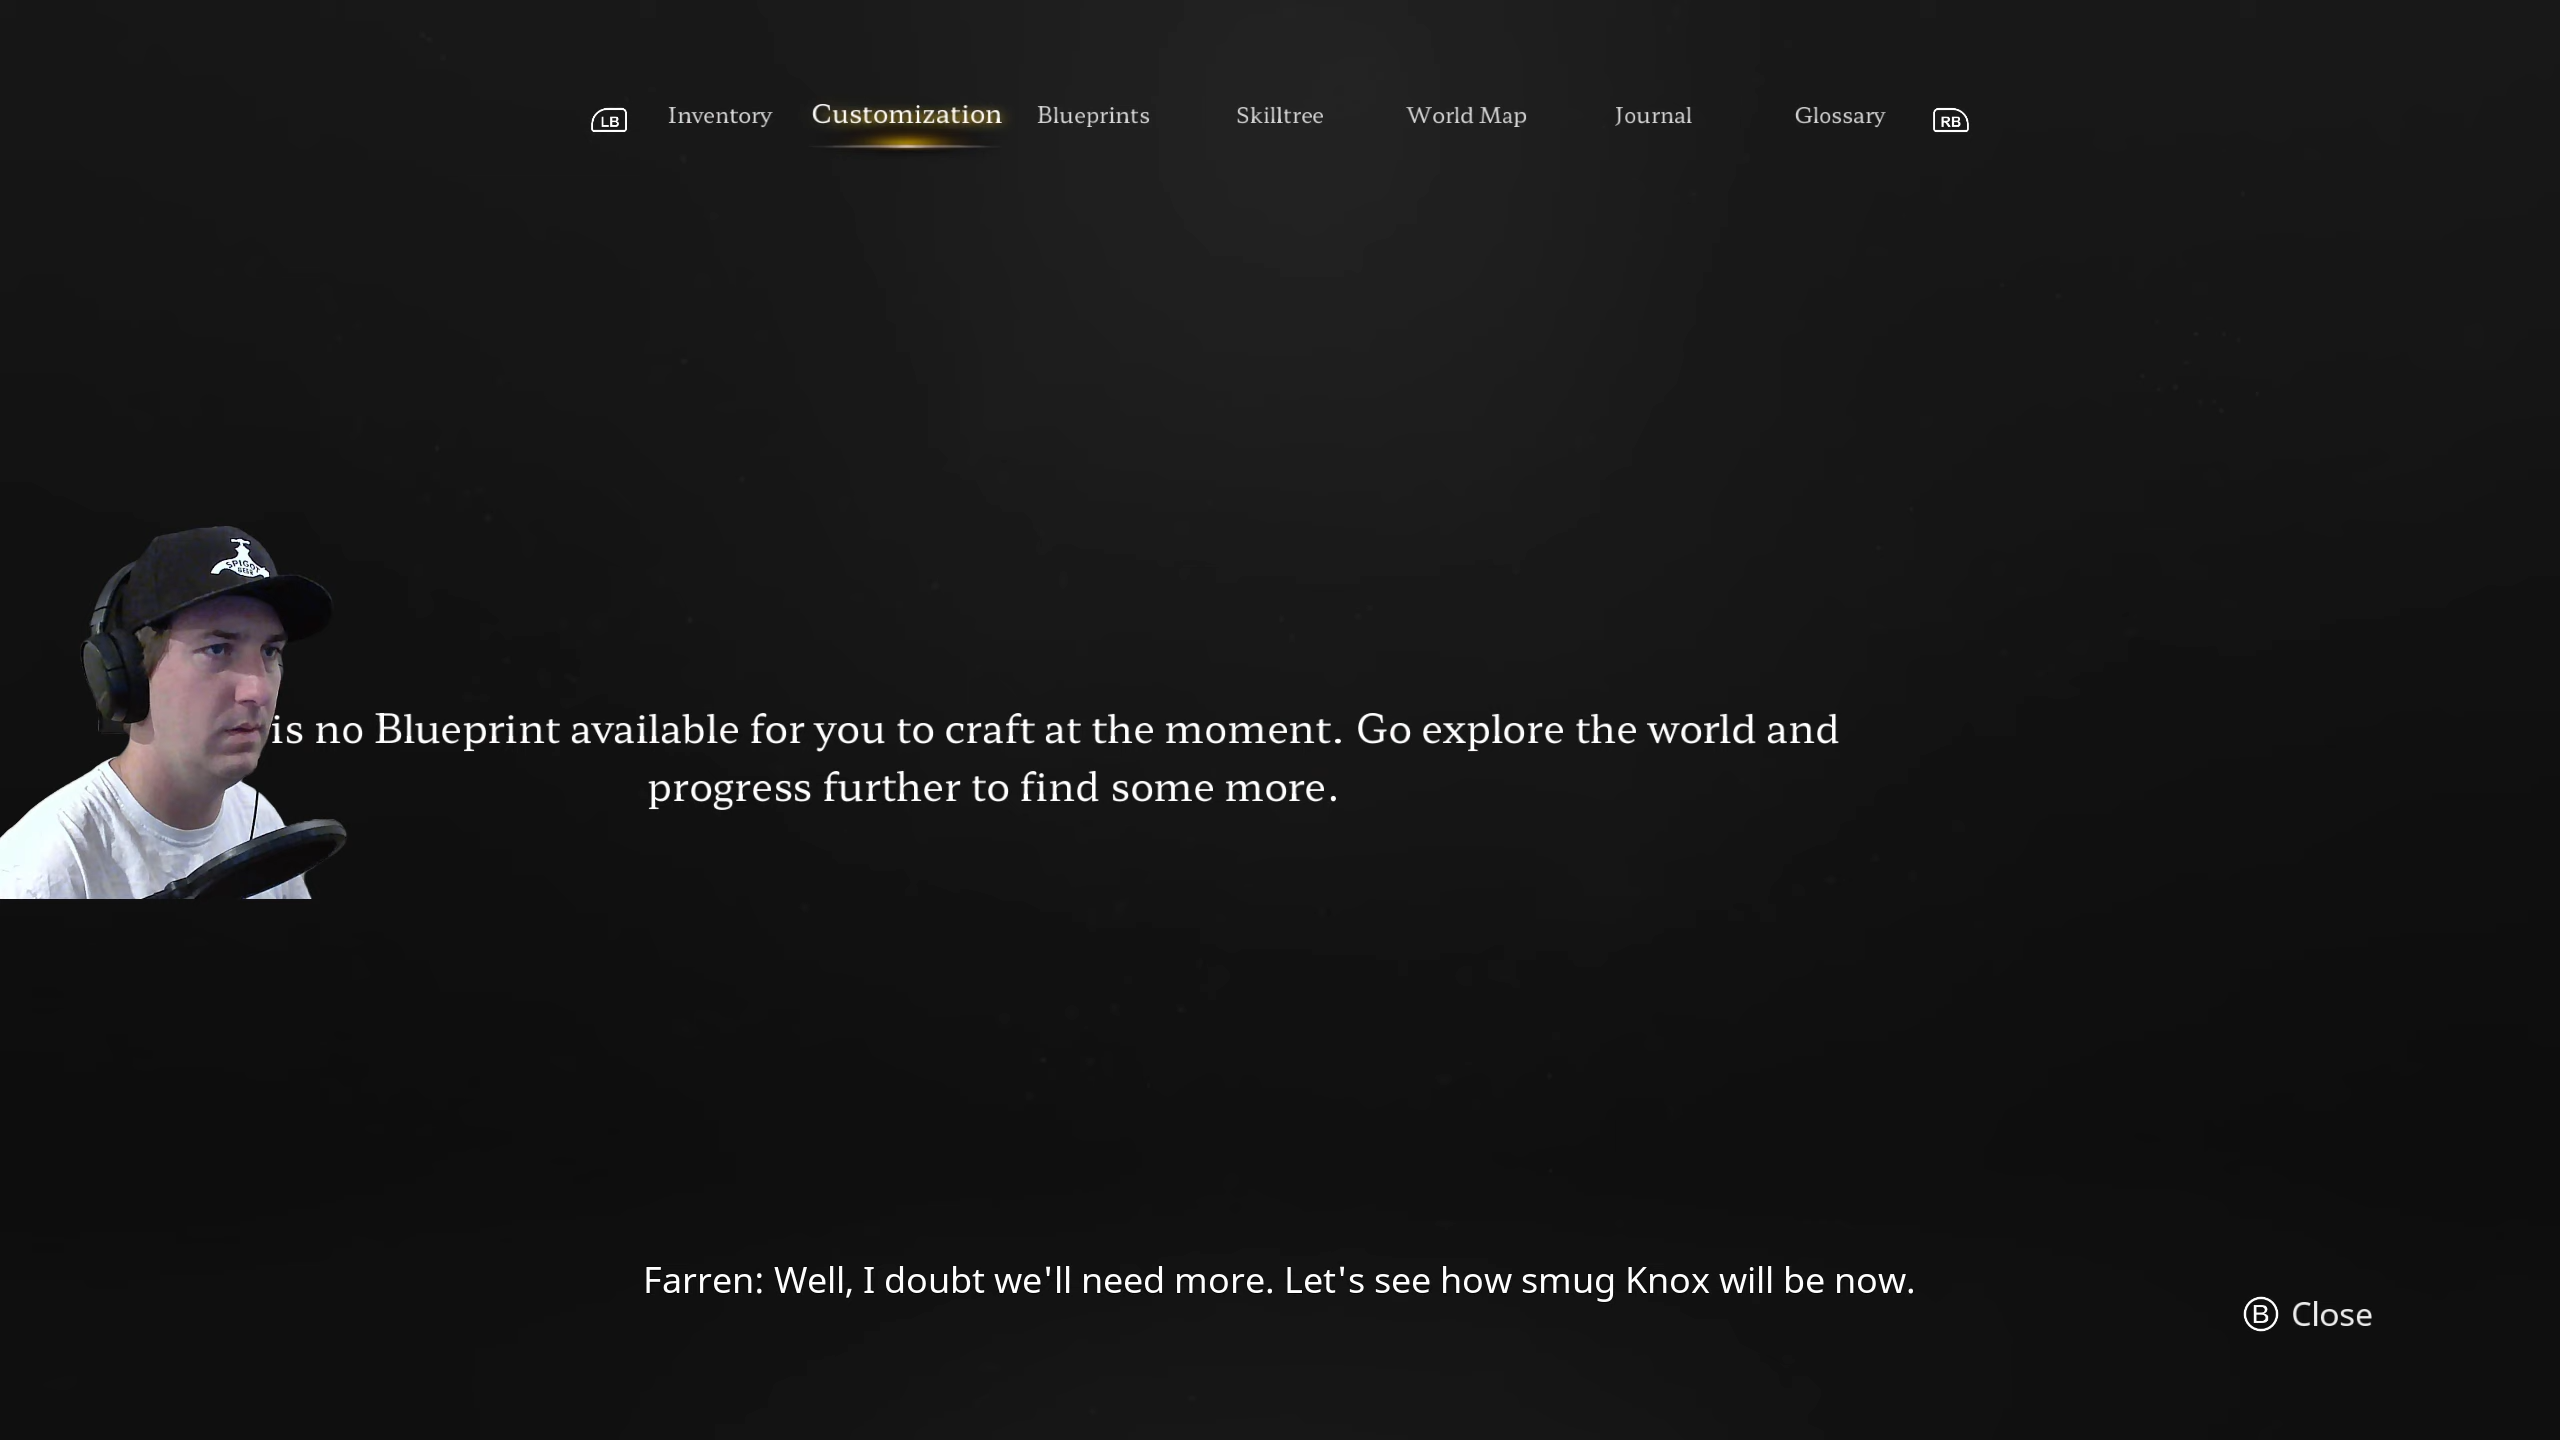 LB Inventory Customization Blueprints Skilltree World Map Journal Glossary RB
SPIGOT
BEER
is no Blueprint available for you to craft at the moment. Go explore the world and
progress further to find some more.
Farren: Well, I doubt we'll need more. Let's see how smug Knox will be now.
B Close